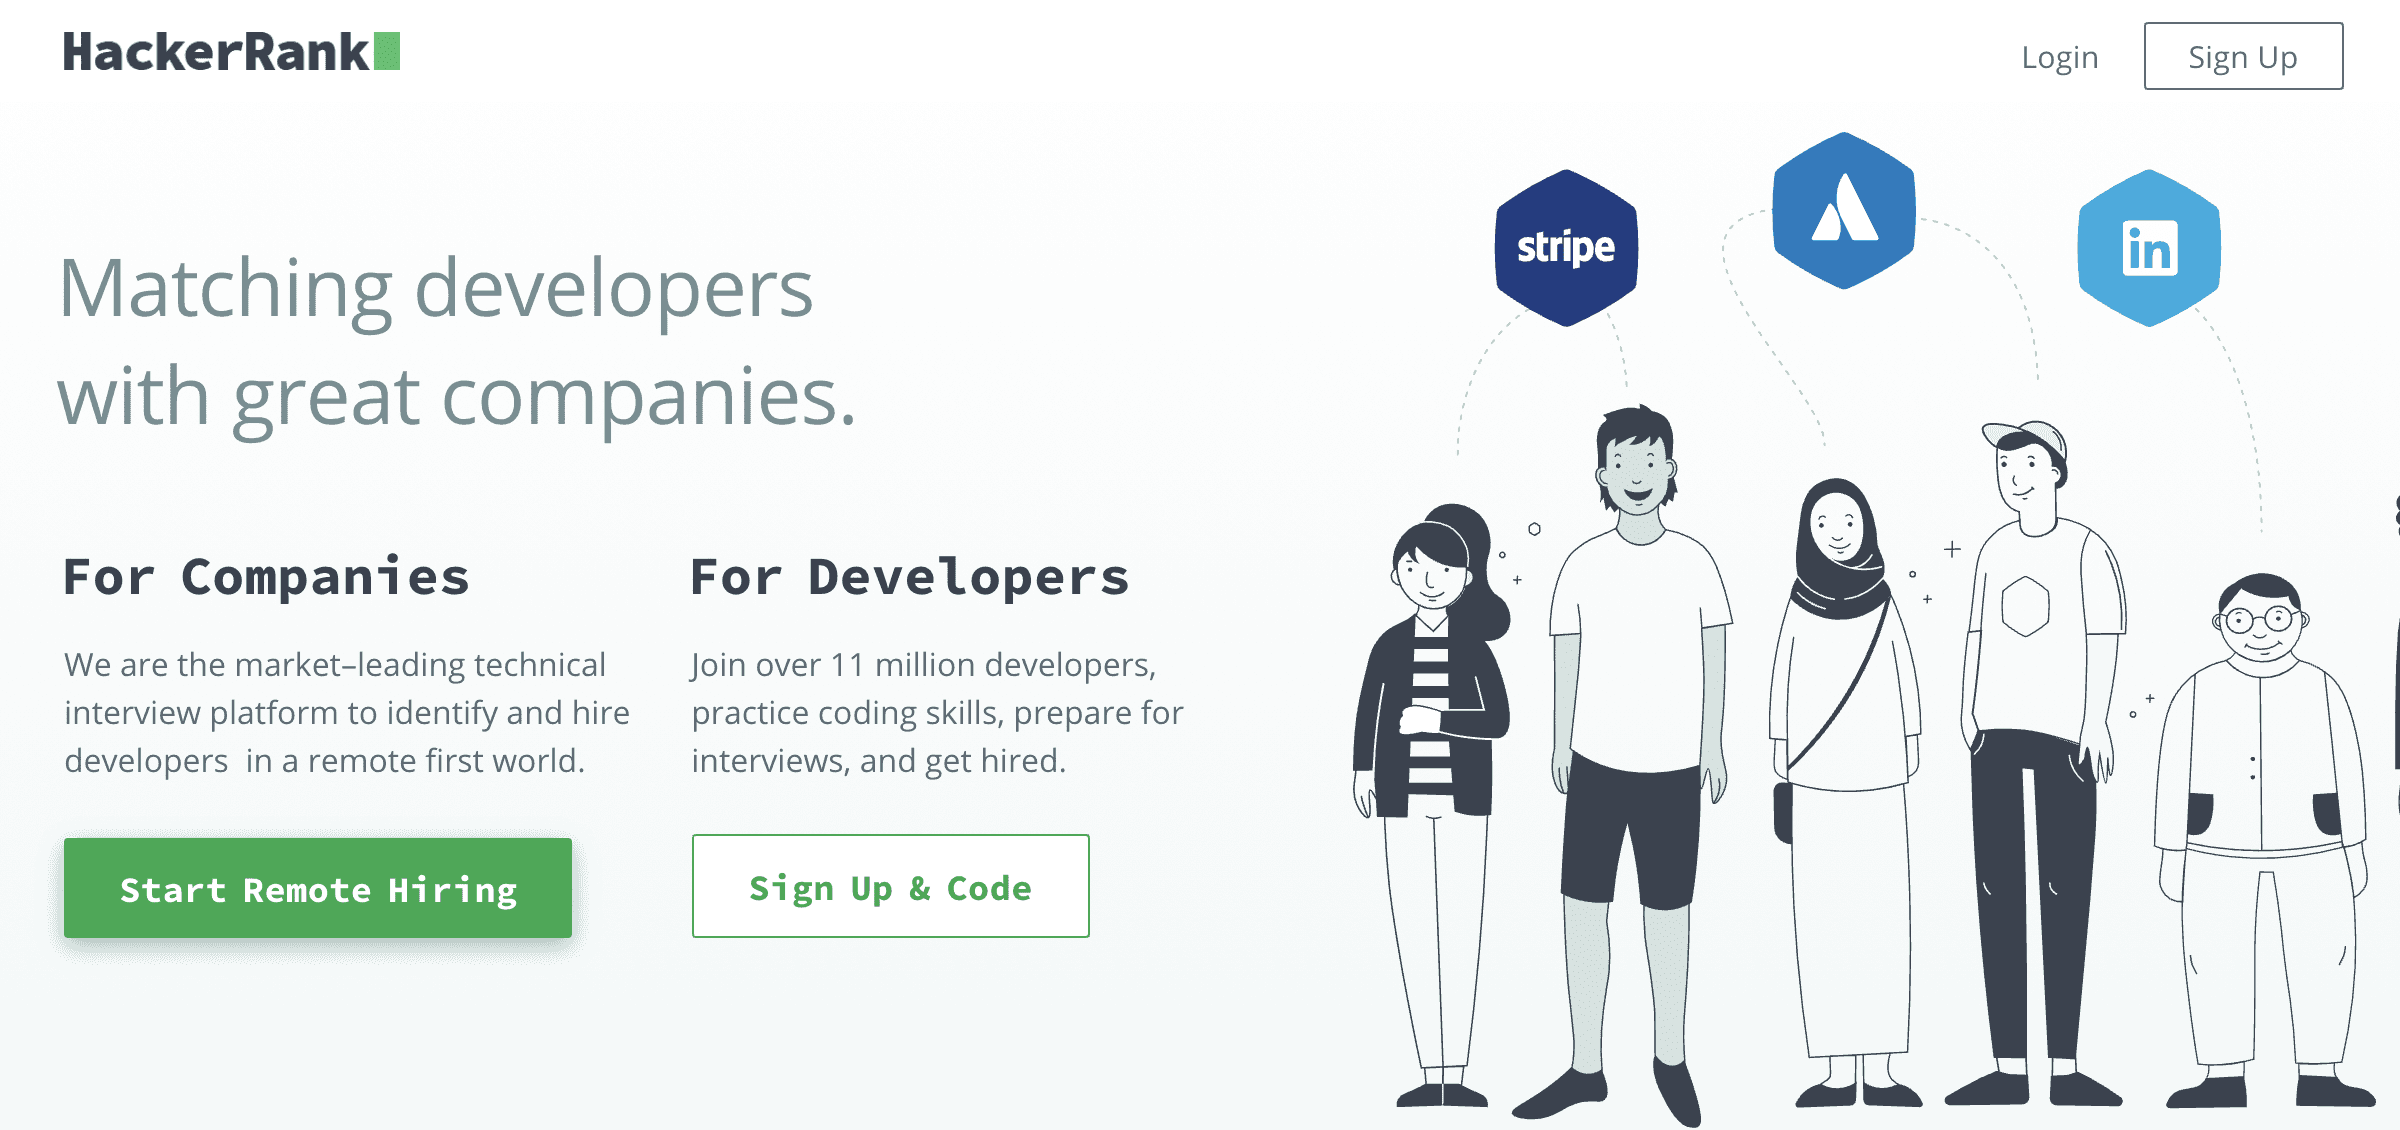 HackerRank
Login
Sign Up
stripe
in
Matching developers
with great companies.
For Companies
We are the market–leading technical
interview platform to identify and hire
developers  in a remote first world.
Start Remote Hiring
For Developers
Join over 11 million developers,
practice coding skills, prepare for
interviews, and get hired.
Sign Up & Code